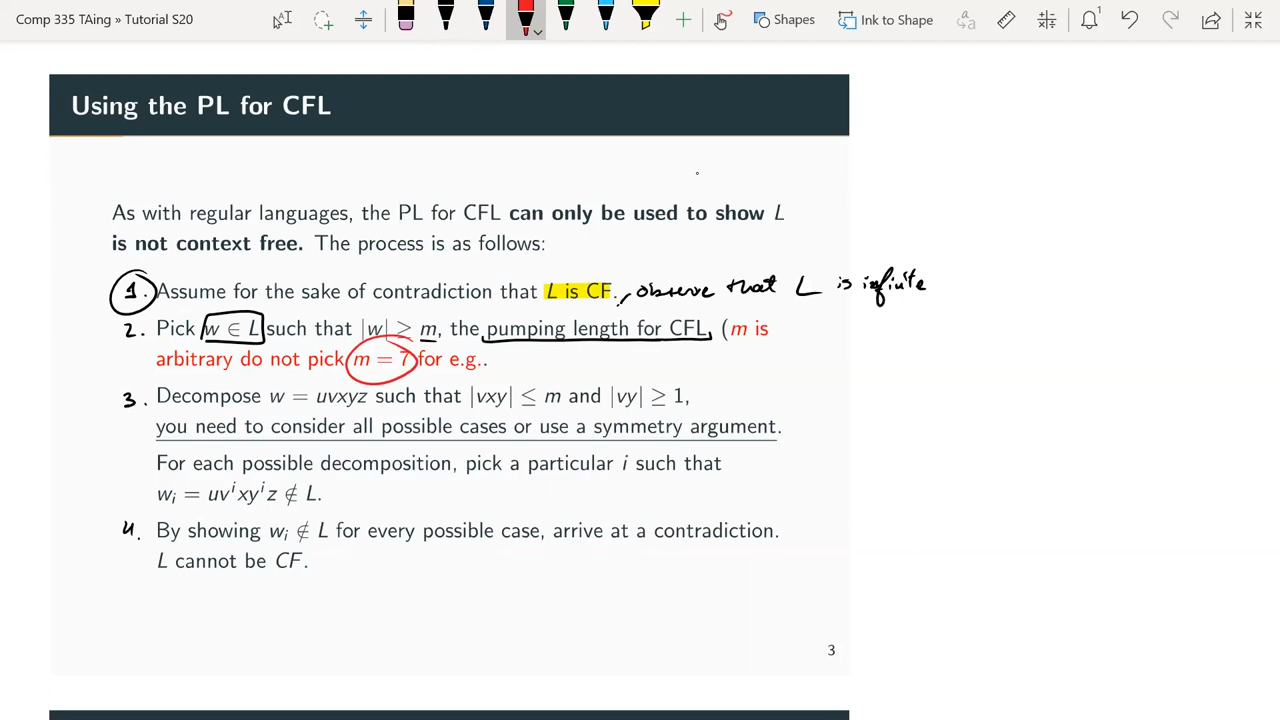 Comp 335 TAing » Tutorial S20
Shapes
Ink to Shape
Using the PL for CFL
As with regular languages, the PL for CFL can only be used to show L
is not context free. The process is as follows:
1. Assume for the sake of contradiction that L is CF. , observe that L is infinite
2. Pick w ∈ L such that |w| ≥ m, the pumping length for CFL, (m is
arbitrary do not pick m = 7 for e.g..
3. Decompose w = uvxyz such that |vxy| ≤ m and |vy| ≥ 1,
you need to consider all possible cases or use a symmetry argument.
For each possible decomposition, pick a particular i such that
wᵢ = uvⁱxyⁱz ∉ L.
4. By showing wᵢ ∉ L for every possible case, arrive at a contradiction.
L cannot be CF.
3